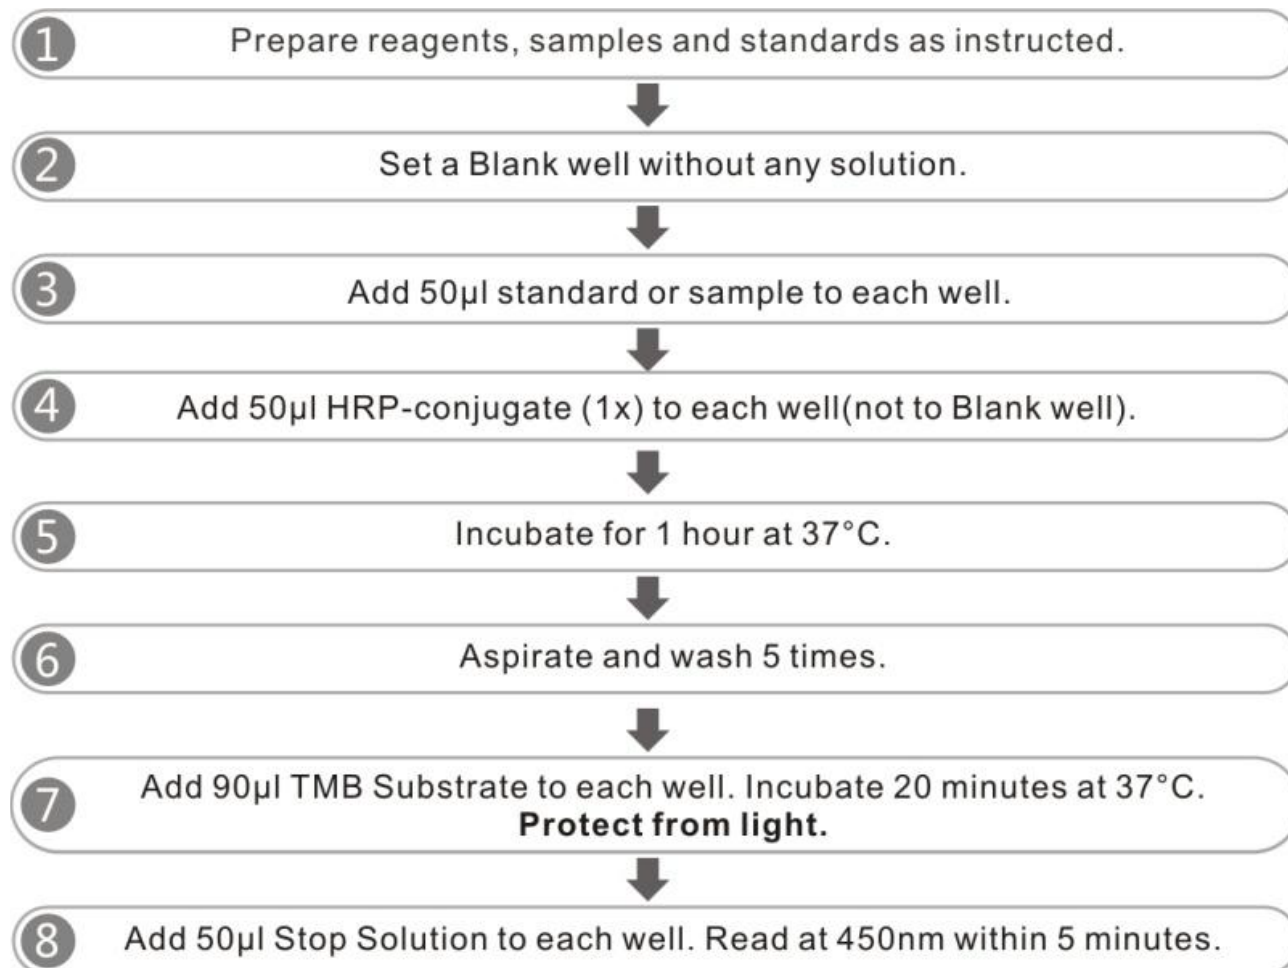 1 Prepare reagents, samples and standards as instructed.
2 Set a Blank well without any solution.
3 Add 50µl standard or sample to each well.
4 Add 50µl HRP-conjugate (1x) to each well(not to Blank well).
5 Incubate for 1 hour at 37°C.
6 Aspirate and wash 5 times.
7 Add 90µl TMB Substrate to each well. Incubate 20 minutes at 37°C.
Protect from light.
8 Add 50µl Stop Solution to each well. Read at 450nm within 5 minutes.